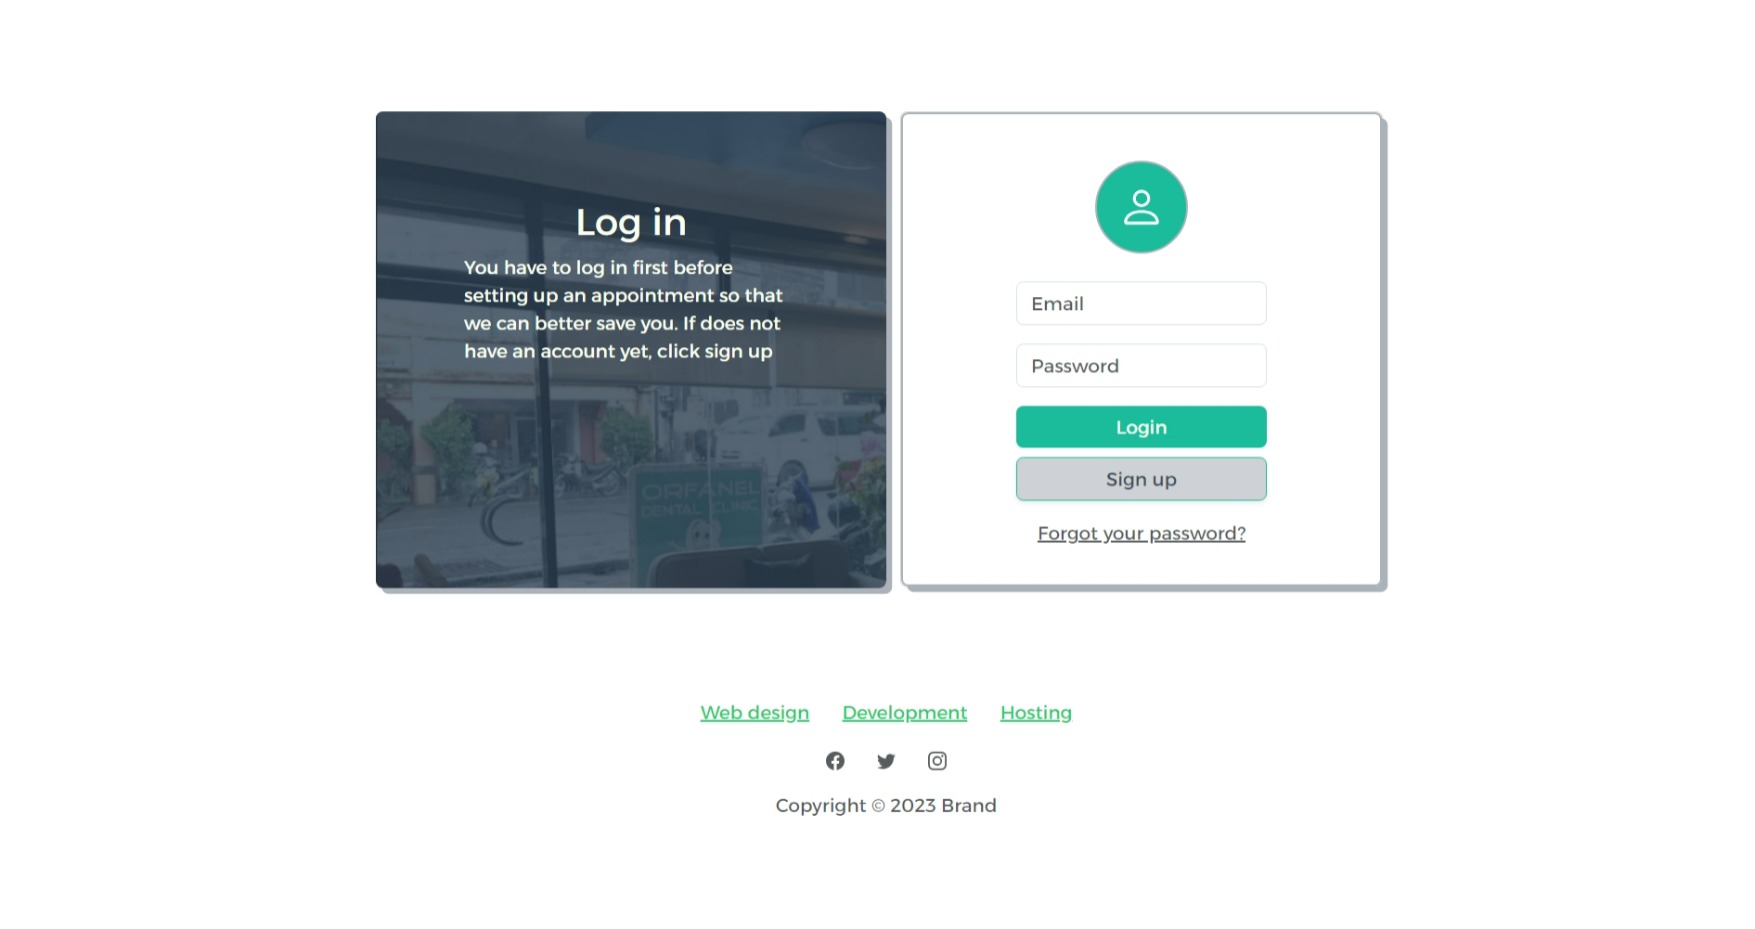 Log in
You have to log in first before
setting up an appointment so that
we can better save you. If does not
have an account yet, click sign up
ORFANEL
DENTAL CLINIC
Email
Password
Login
Sign up
Forgot your password?
Web design Development Hosting
Copyright © 2023 Brand